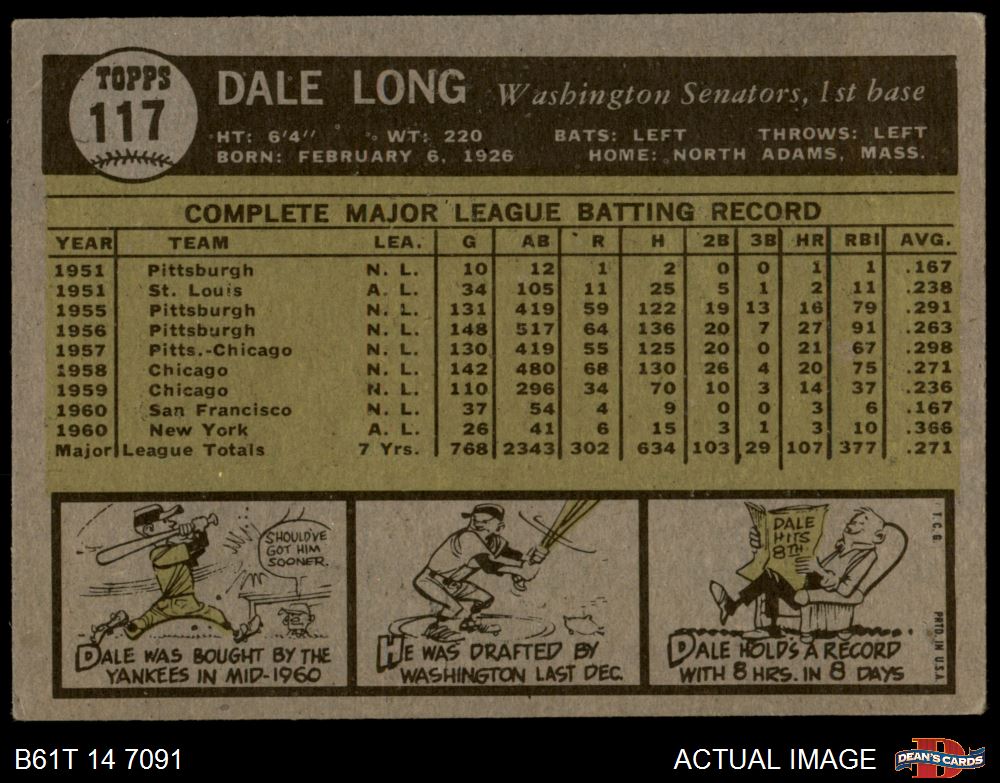 TOPPS
117
DALE LONG Washington Senators, 1st base
HT: 6'4" WT: 220 BATS: LEFT THROWS: LEFT
BORN: FEBRUARY 6, 1926 HOME: NORTH ADAMS, MASS.
COMPLETE MAJOR LEAGUE BATTING RECORD
YEAR TEAM LEA. G AB R H 2B 3B HR RBI AVG.
1951 Pittsburgh N. L. 10 12 1 2 0 0 1 1 .167
1951 St. Louis A. L. 34 105 11 25 5 1 2 11 .238
1955 Pittsburgh N. L. 131 419 59 122 19 13 16 79 .291
1956 Pittsburgh N. L. 148 517 64 136 20 7 27 91 .263
1957 Pitts.-Chicago N. L. 130 419 55 125 20 0 21 67 .298
1958 Chicago N. L. 142 480 68 130 26 4 20 75 .271
1959 Chicago N. L. 110 296 34 70 10 3 14 37 .236
1960 San Francisco N. L. 37 54 4 9 0 0 3 6 .167
1960 New York A. L. 26 41 6 15 3 1 3 10 .366
Major League Totals 7 Yrs. 768 2343 302 634 103 29 107 377 .271
SHOULD'VE
GOT HIM
SOONER.
DALE WAS BOUGHT BY THE
YANKEES IN MID-1960
HE WAS DRAFTED BY
WASHINGTON LAST DEC.
DALE
HITS
8TH.
DALE HOLDS A RECORD
WITH 8 HRS. IN 8 DAYS
T.C.G
PRTD. IN U.S.A.
B61T 14 7091
ACTUAL IMAGE
DEAN'S CARDS